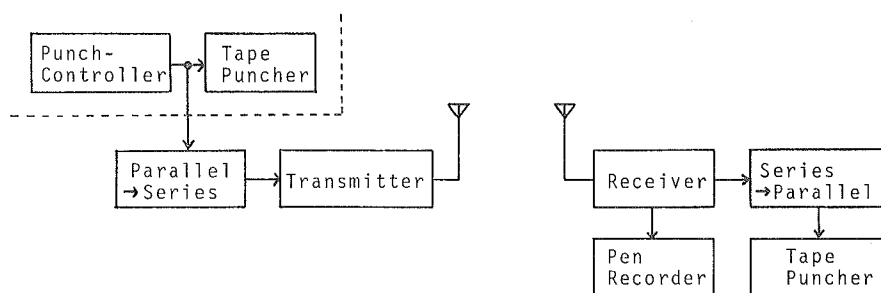 Punch-
Controller
Tape
Puncher
Parallel
→Series
Transmitter
Receiver
Series
→Parallel
Pen
Recorder
Tape
Puncher